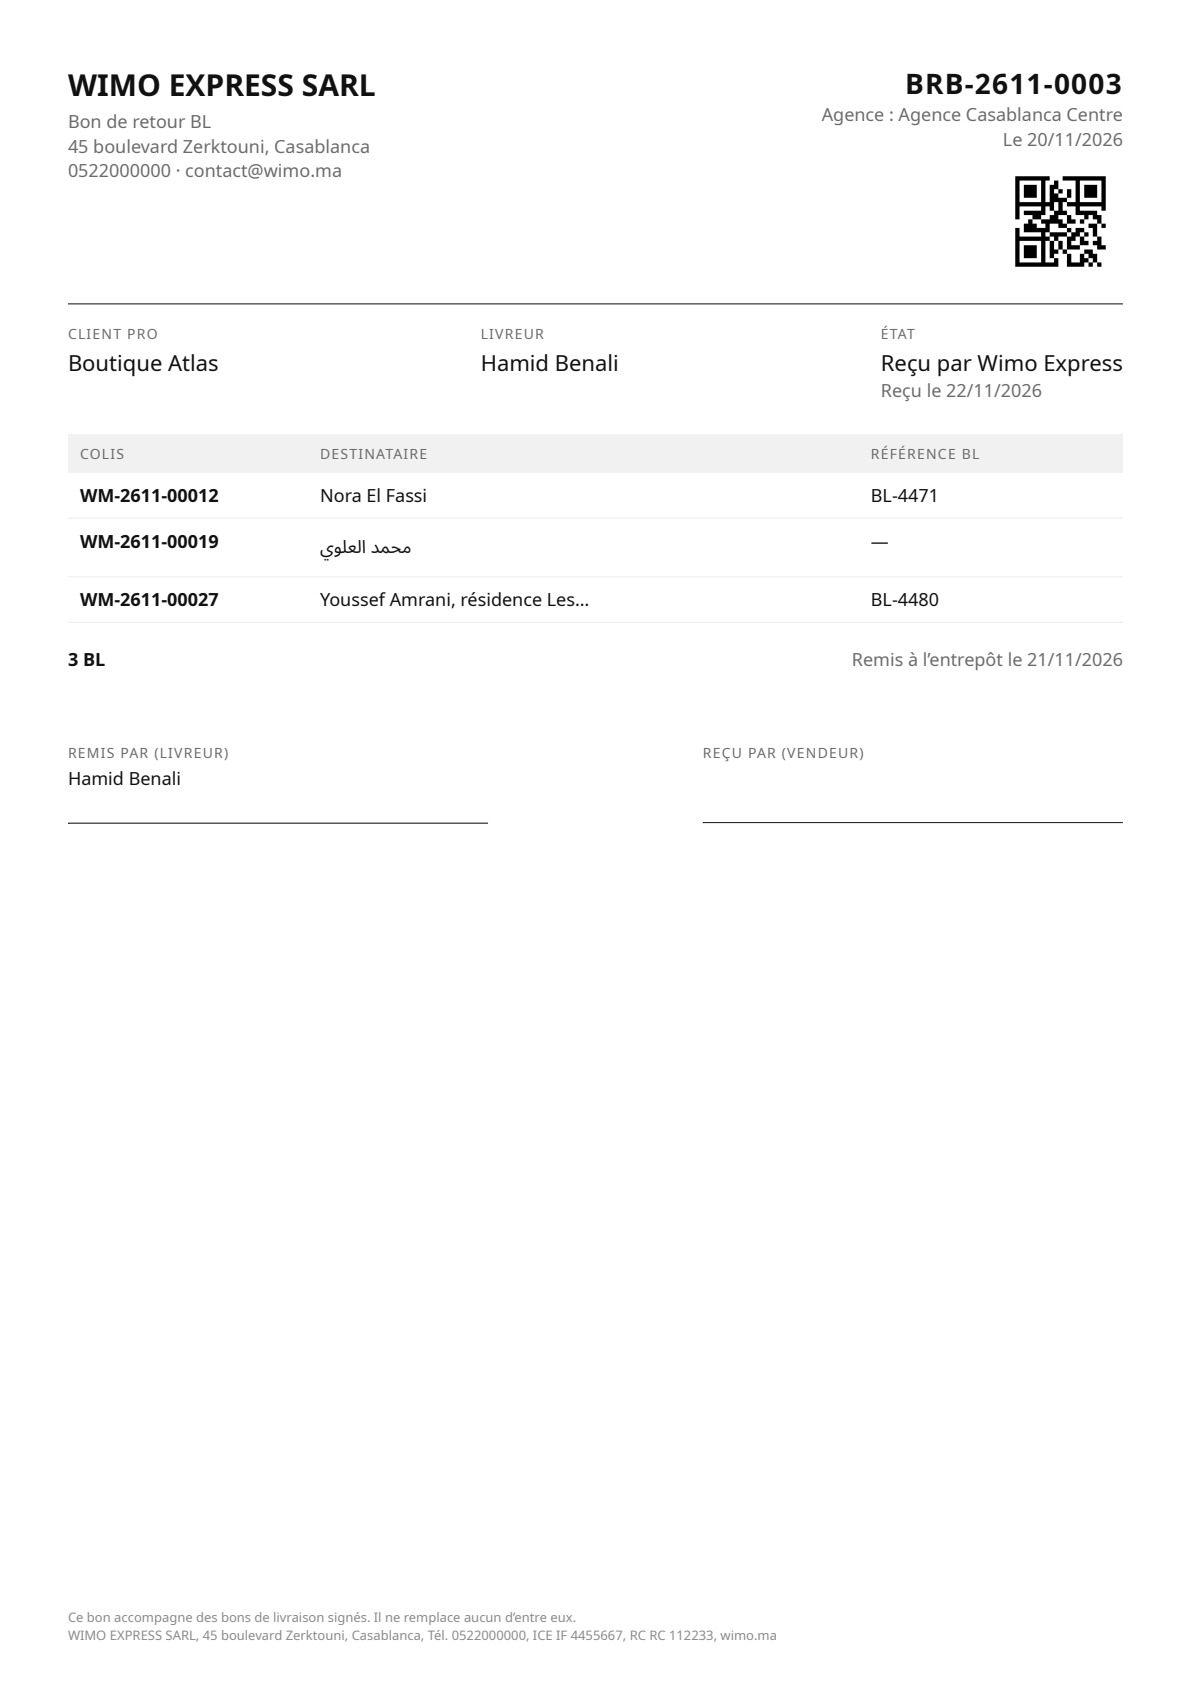 WIMO EXPRESS SARL
Bon de retour BL
45 boulevard Zerktouni, Casablanca
0522000000 · contact@wimo.ma
BRB-2611-0003
Agence : Agence Casablanca Centre
Le 20/11/2026
CLIENT PRO
Boutique Atlas
LIVREUR
Hamid Benali
ÉTAT
Reçu par Wimo Express
Reçu le 22/11/2026
COLIS DESTINATAIRE RÉFÉRENCE BL
WM-2611-00012 Nora El Fassi BL-4471
WM-2611-00019 محمد العلوي —
WM-2611-00027 Youssef Amrani, résidence Les… BL-4480
3 BL Remis à l’entrepôt le 21/11/2026
REMIS PAR (LIVREUR)
Hamid Benali
REÇU PAR (VENDEUR)
Ce bon accompagne des bons de livraison signés. Il ne remplace aucun d’entre eux.
WIMO EXPRESS SARL, 45 boulevard Zerktouni, Casablanca, Tél. 0522000000, ICE IF 4455667, RC RC 112233, wimo.ma